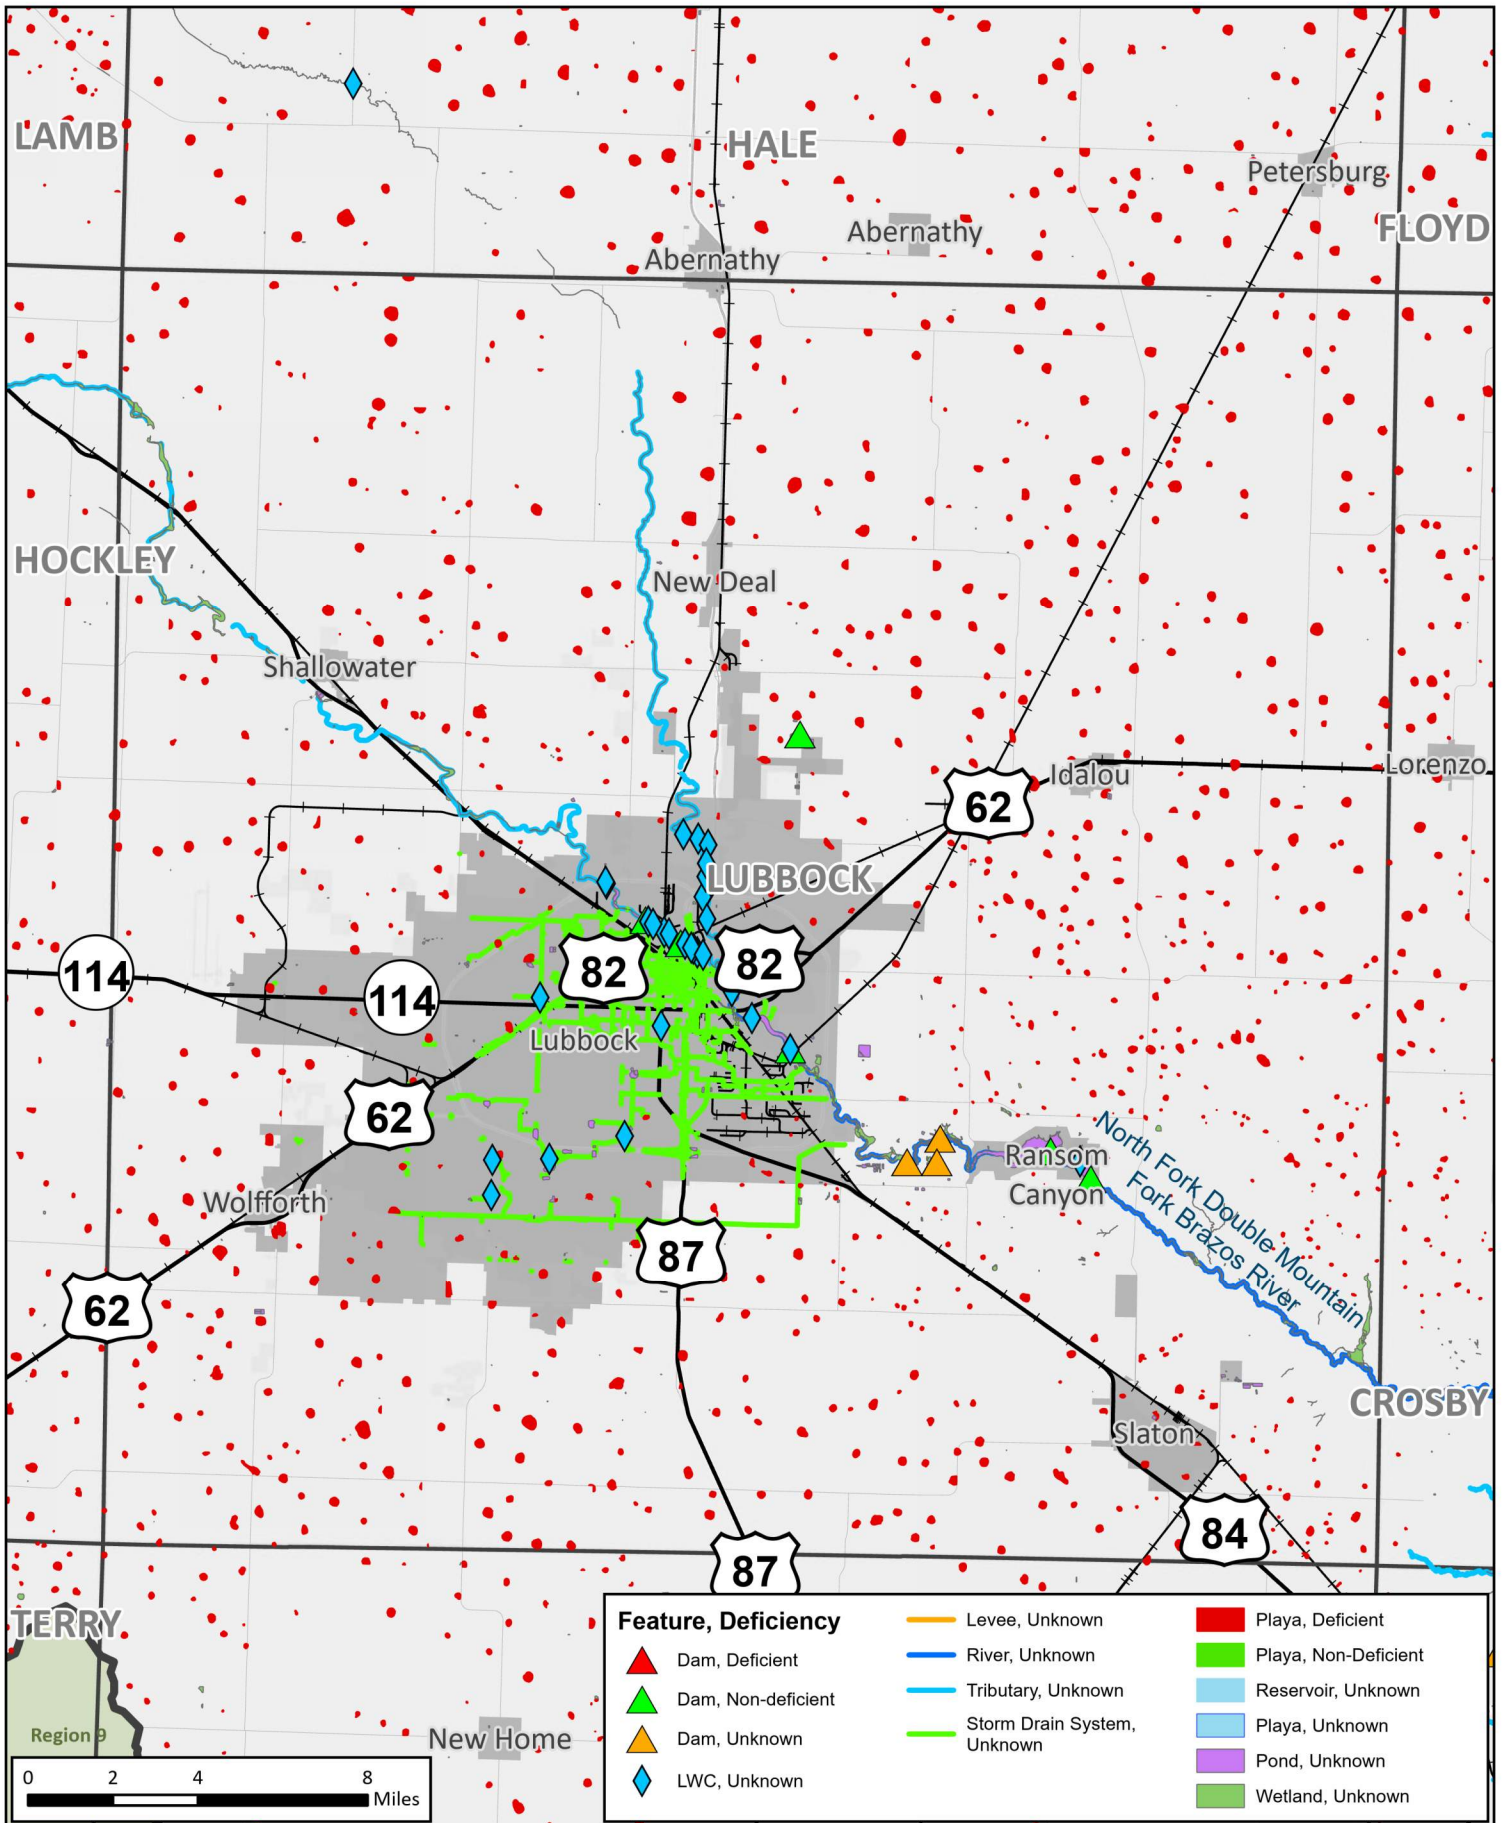 LAMB
HALE
Petersburg
FLOYD
Abernathy
Abernathy
HOCKLEY
New Deal
Shallowater
Idalou
Lorenzo
62
LUBBOCK
114
82
82
114
Lubbock
62
Ransom
Canyon
North Fork Double Mountain
Fork Brazos River
Wolfforth
87
62
CROSBY
Slaton
84
87
TERRY
Region 9
New Home
0 2 4 8
Miles
Feature, Deficiency
Dam, Deficient
Dam, Non-deficient
Dam, Unknown
LWC, Unknown
Levee, Unknown
River, Unknown
Tributary, Unknown
Storm Drain System,
Unknown
Playa, Deficient
Playa, Non-Deficient
Reservoir, Unknown
Playa, Unknown
Pond, Unknown
Wetland, Unknown